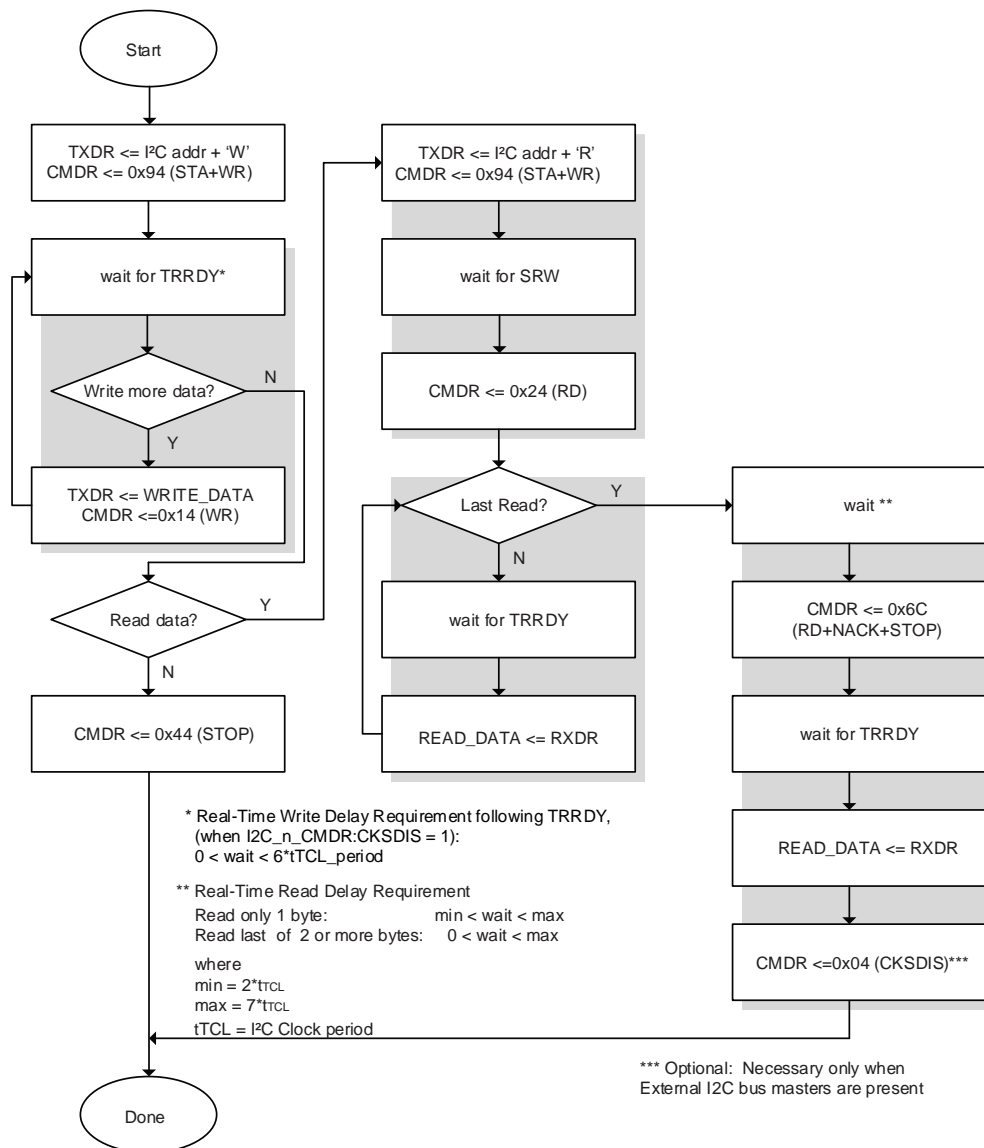 Start
TXDR <= I²C addr + ‘W’
CMDR <= 0x94 (STA+WR)
wait for TRRDY*
Write more data?
N
Y
TXDR <= WRITE_DATA
CMDR <=0x14 (WR)
Read data?
Y
N
CMDR <= 0x44 (STOP)
TXDR <= I²C addr + ‘R’
CMDR <= 0x94 (STA+WR)
wait for SRW
CMDR <= 0x24 (RD)
Last Read?
Y
N
wait for TRRDY
READ_DATA <= RXDR
wait **
CMDR <= 0x6C
(RD+NACK+STOP)
wait for TRRDY
READ_DATA <= RXDR
CMDR <=0x04 (CKSDIS)***
* Real-Time Write Delay Requirement following TRRDY,
(when I2C_n_CMDR:CKSDIS = 1):
0 < wait < 6*tTCL_period
** Real-Time Read Delay Requirement
Read only 1 byte: min < wait < max
Read last of 2 or more bytes: 0 < wait < max
where
min = 2*tTCL
max = 7*tTCL
tTCL = I²C Clock period
*** Optional: Necessary only when
External I2C bus masters are present
Done